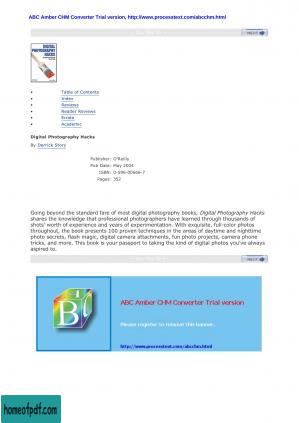 ABC Amber CHM Converter Trial version, http://www.processtext.com/abcchm.html
NEXT
DIGITAL
PHOTOGRAPHY
HACKS
• Table of Contents
• Index
• Reviews
• Reader Reviews
• Errata
• Academic
Digital Photography Hacks
By Derrick Story
Publisher: O'Reilly
Pub Date: May 2004
ISBN: 0-596-00666-7
Pages: 352
Going beyond the standard fare of most digital photography books, Digital Photography Hacks
shares the knowledge that professional photographers have learned through thousands of
shots' worth of experience and years of experimentation. With exquisite, full-color photos
throughout, the book presents 100 proven techniques in the areas of daytime and nighttime
photo secrets, flash magic, digital camera attachments, fun photo projects, camera phone
tricks, and more. This book is your passport to taking the kind of digital photos you've always
aspired to.
NEXT
ABC Amber CHM Converter Trial version
Please register to remove this banner.
B
http://www.processtext.com/abcchm.html
homeofpdf.com